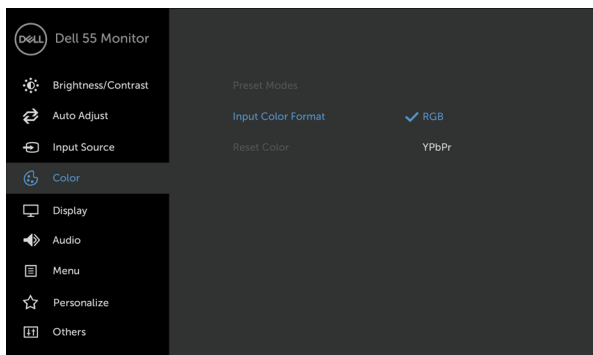 DELL Dell 55 Monitor
Brightness/Contrast
Auto Adjust
Input Source
Color
Display
Audio
Menu
Personalize
Others
Preset Modes
Input Color Format
RGB
Reset Color
YPbPr